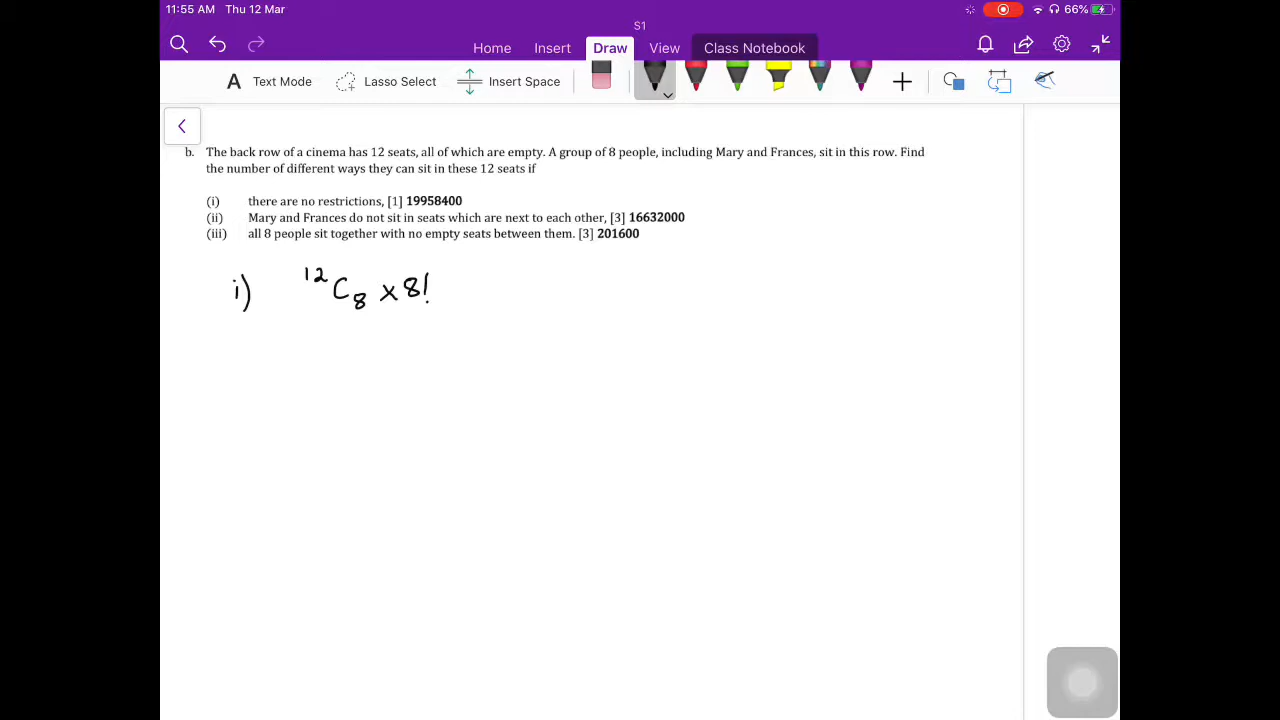 11:55 AM Thu 12 Mar
66%
S1
Home Insert Draw View Class Notebook
A Text Mode Lasso Select Insert Space
b. The back row of a cinema has 12 seats, all of which are empty. A group of 8 people, including Mary and Frances, sit in this row. Find
the number of different ways they can sit in these 12 seats if
(i) there are no restrictions, [1] 19958400
(ii) Mary and Frances do not sit in seats which are next to each other, [3] 16632000
(iii) all 8 people sit together with no empty seats between them. [3] 201600
i) ¹²C₈ × 8!